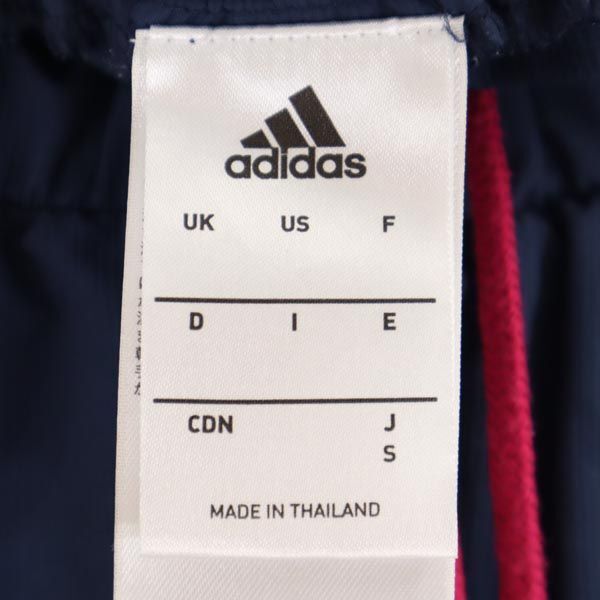 adidas
UK US F
D I E
CDN J
S
MADE IN THAILAND